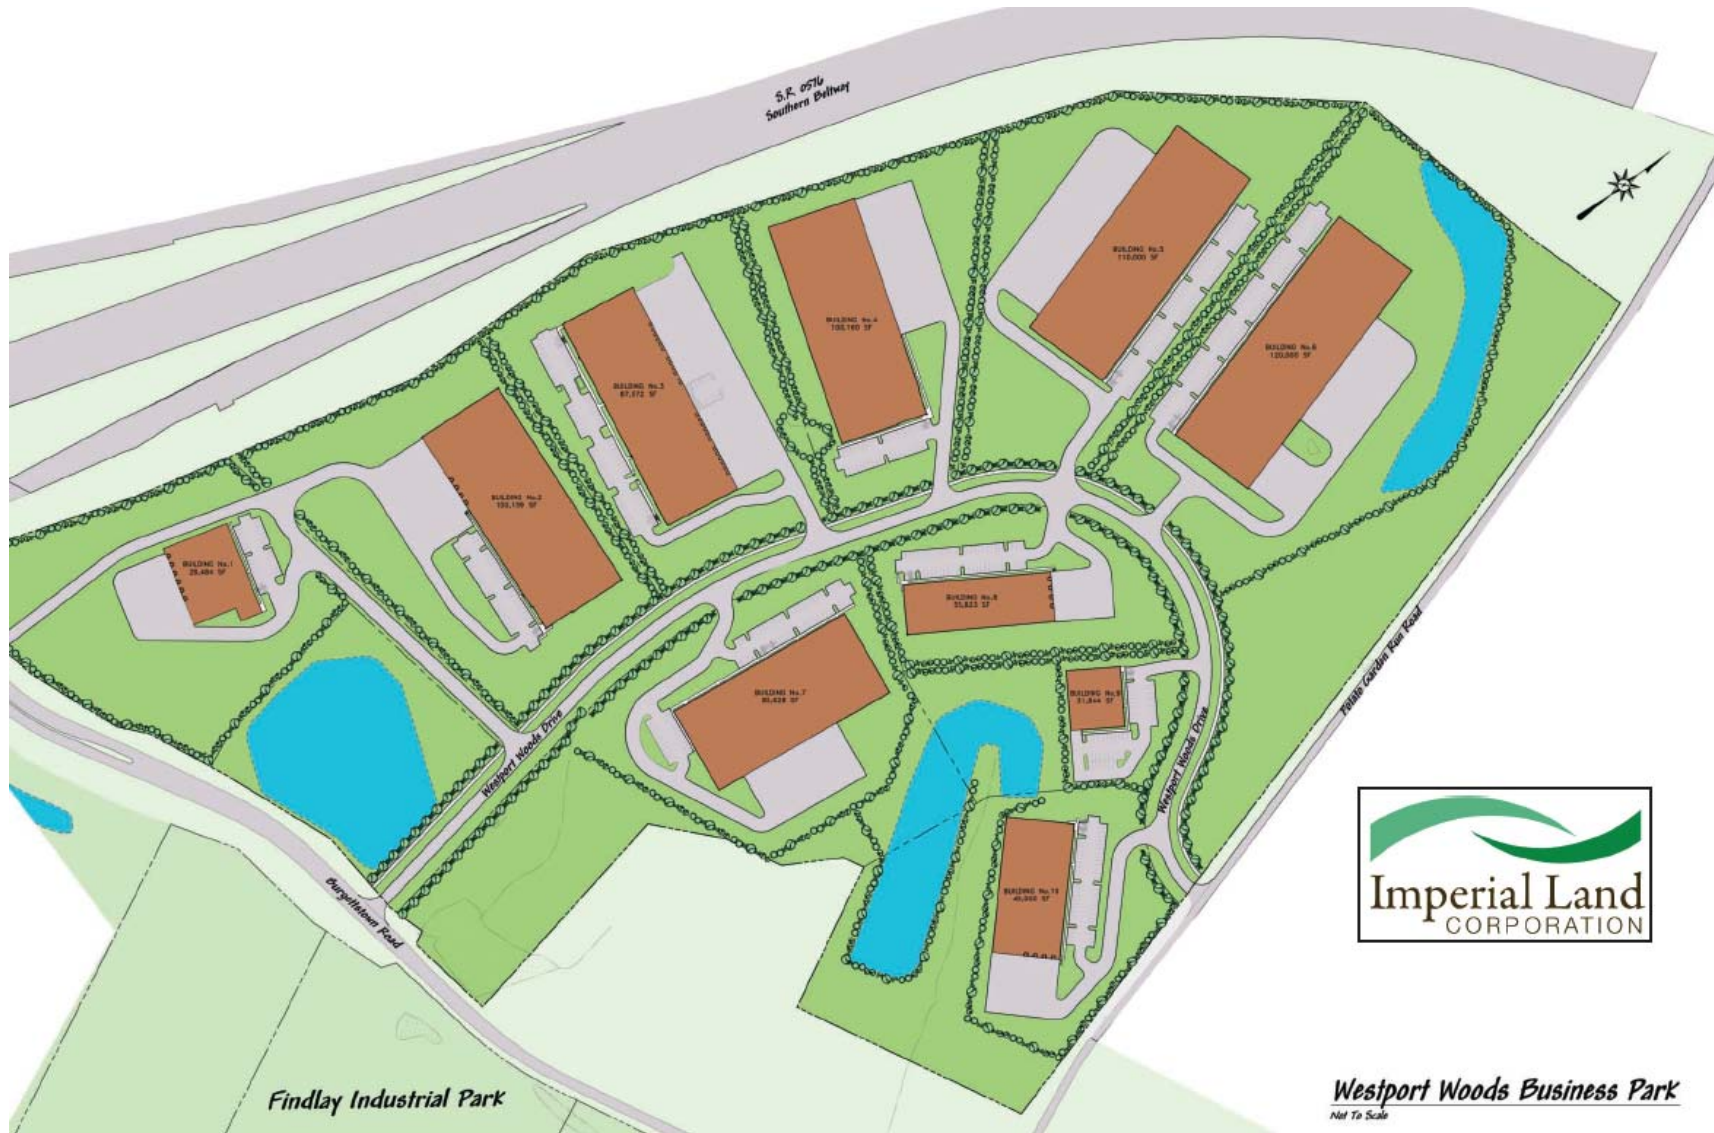 S.R. 0576
Southern Beltway
BUILDING No.5
110,000 SF
BUILDING No.4
100,160 SF
BUILDING No.6
120,000 SF
BUILDING No.3
87,572 SF
BUILDING No.2
BUILDING No.1
BUILDING No.8
BUILDING No.7
BUILDING No.9
BUILDING No.10
Westport Woods Drive
Westport Woods Drive
Potato Garden Run Road
Burgettstown Road
Imperial Land
CORPORATION
Findlay Industrial Park
Westport Woods Business Park
Not To Scale